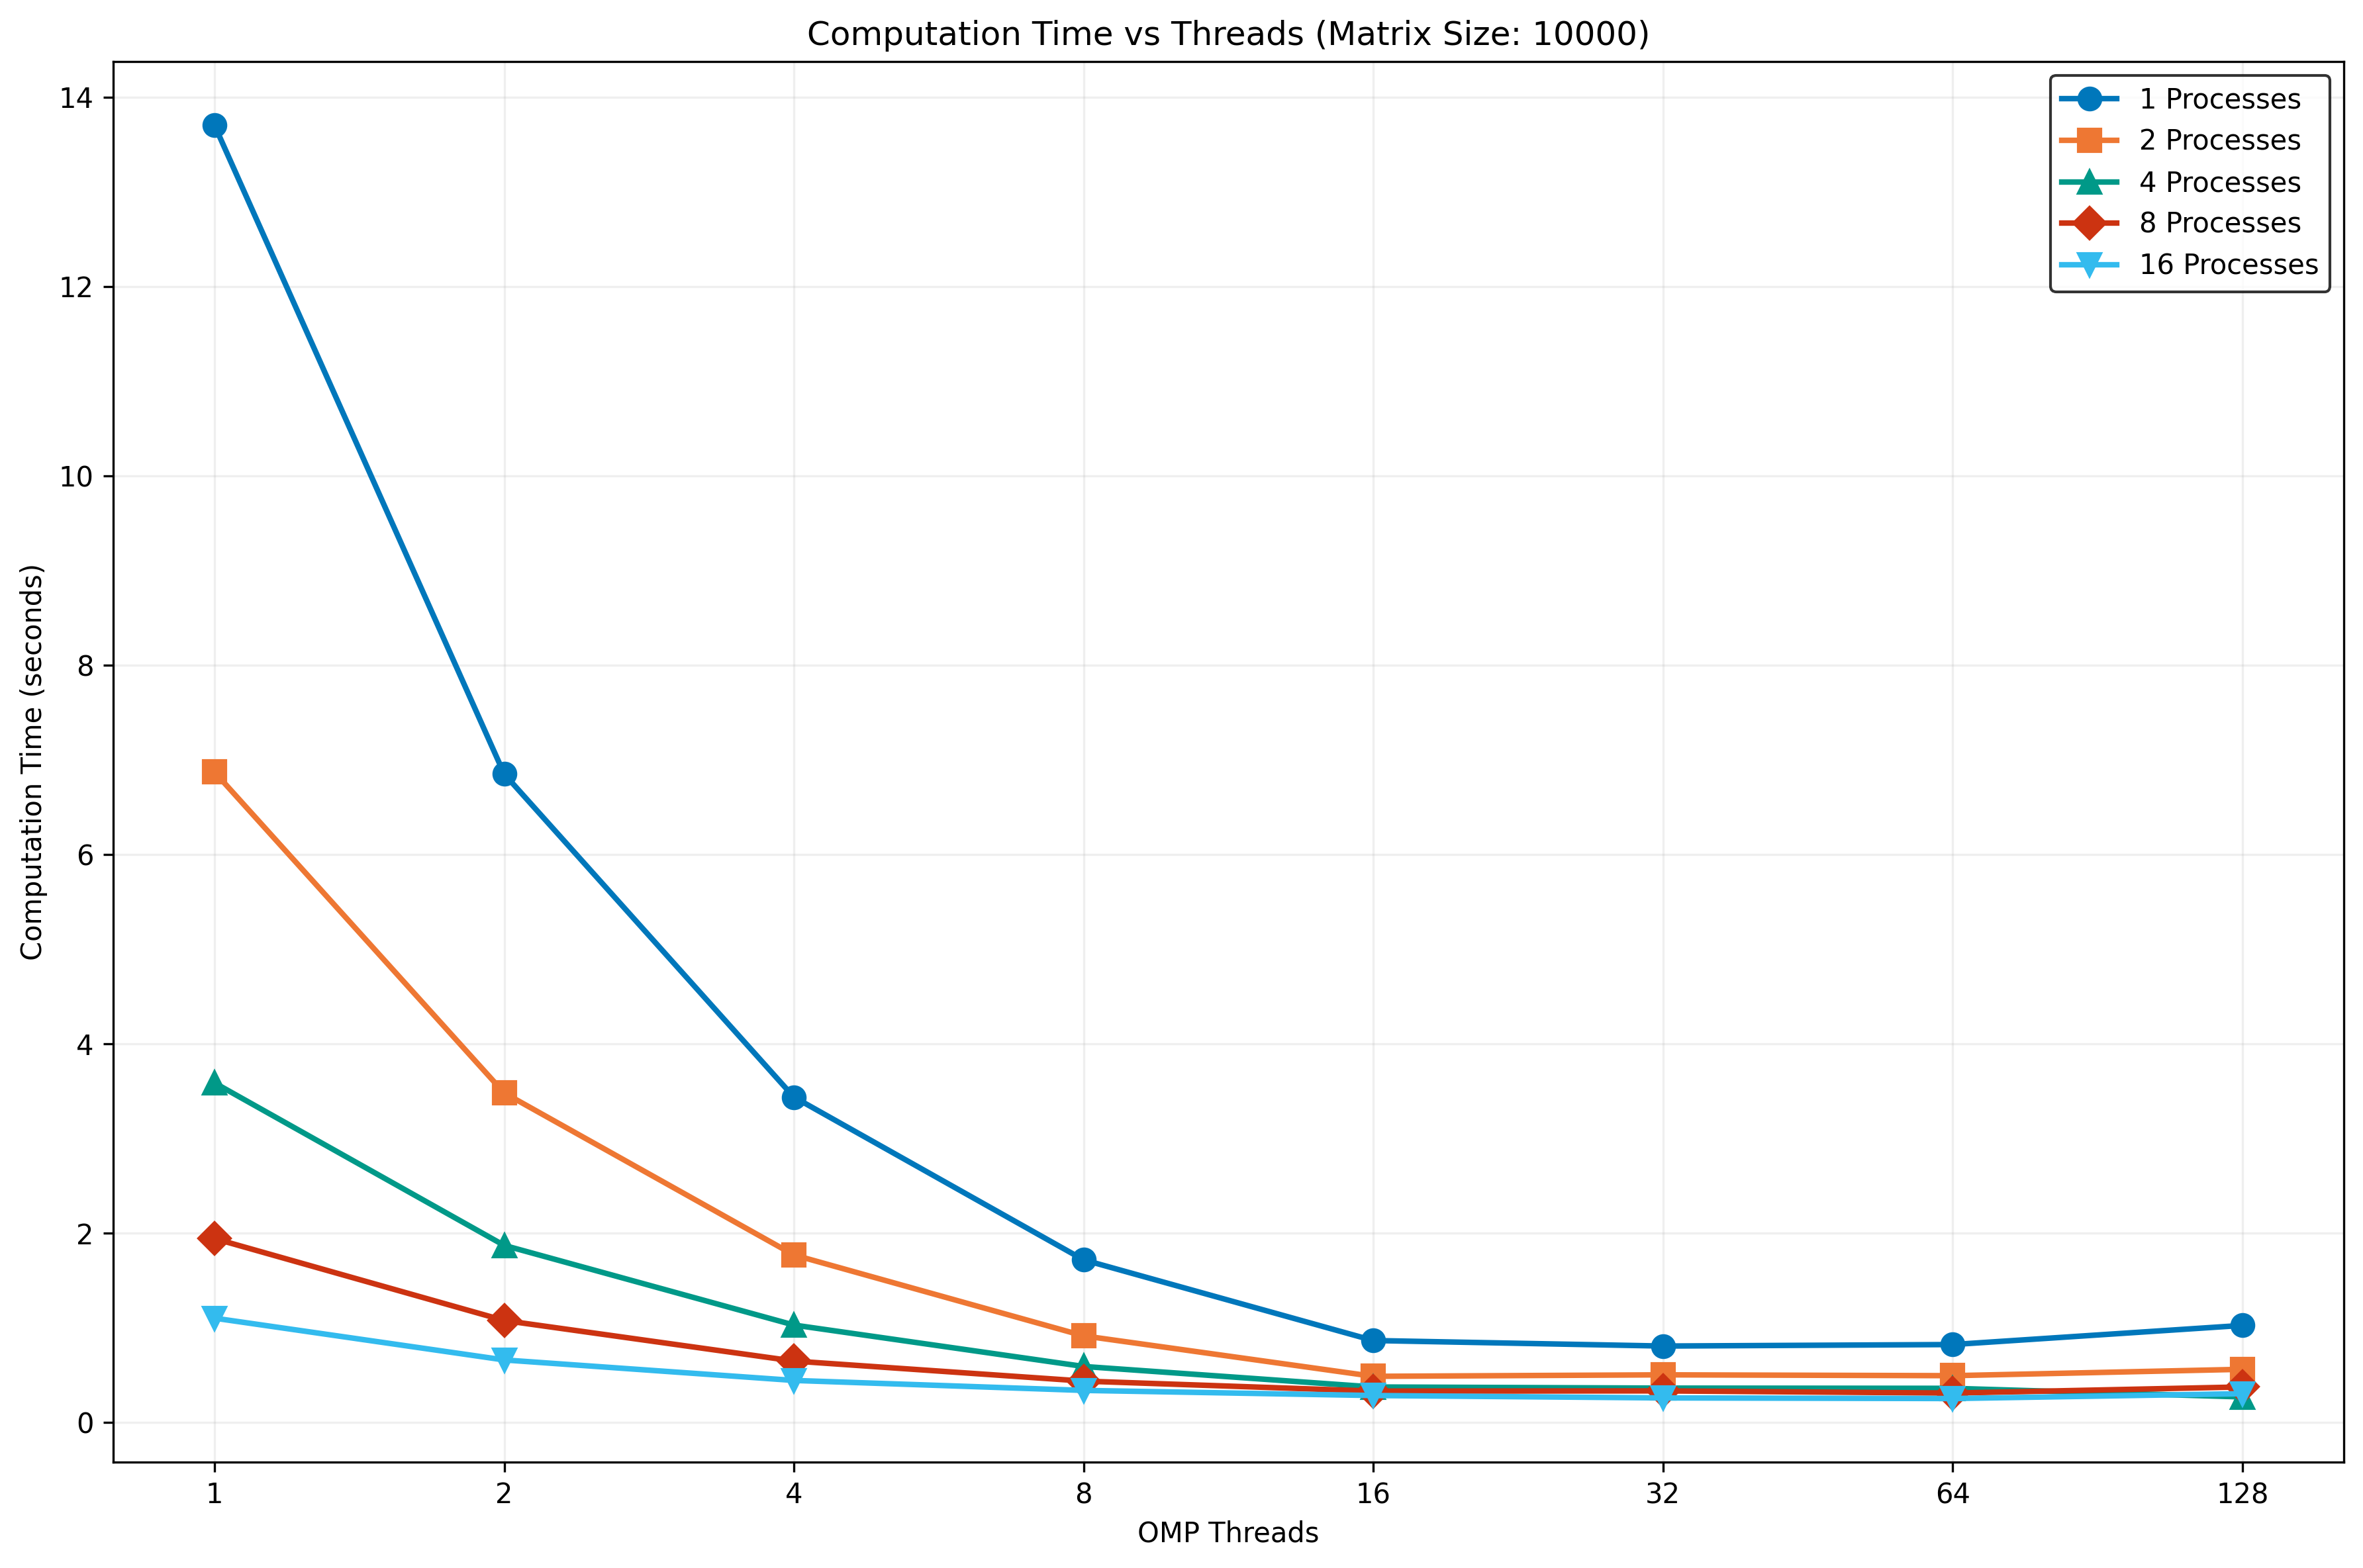 Computation Time vs Threads (Matrix Size: 10000)
14
12
10
8
6
4
2
0
Computation Time (seconds)
1 Processes
2 Processes
4 Processes
8 Processes
16 Processes
1 2 4 8 16 32 64 128
OMP Threads